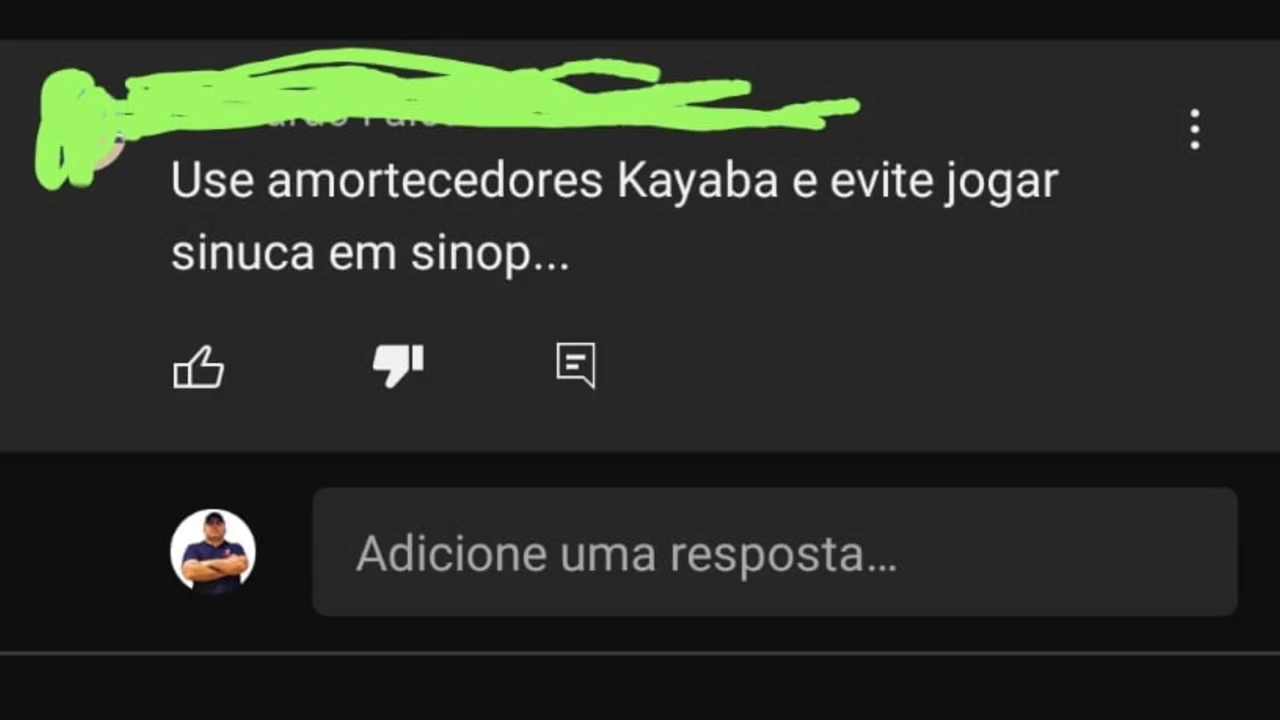 Use amortecedores Kayaba e evite jogar
sinuca em sinop...
Adicione uma resposta...